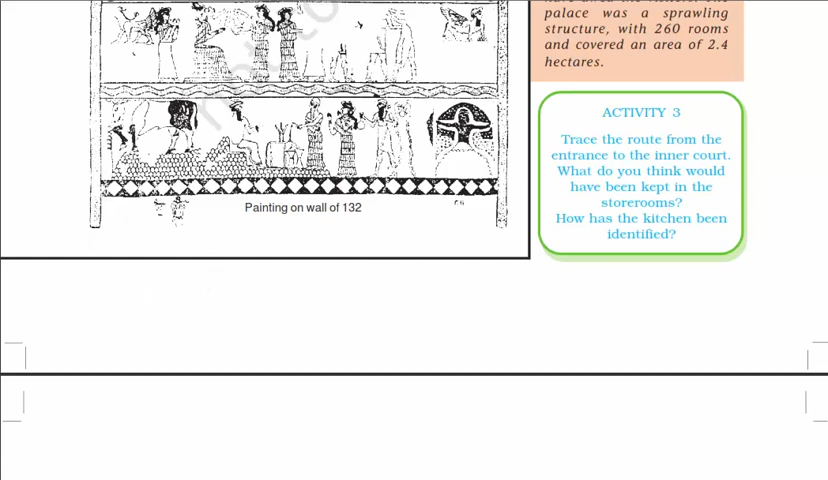 palace was a sprawling
structure, with 260 rooms
and covered an area of 2.4
hectares.
ACTIVITY 3
Trace the route from the
entrance to the inner court.
What do you think would
have been kept in the
storerooms?
How has the kitchen been
identified?
Painting on wall of 132